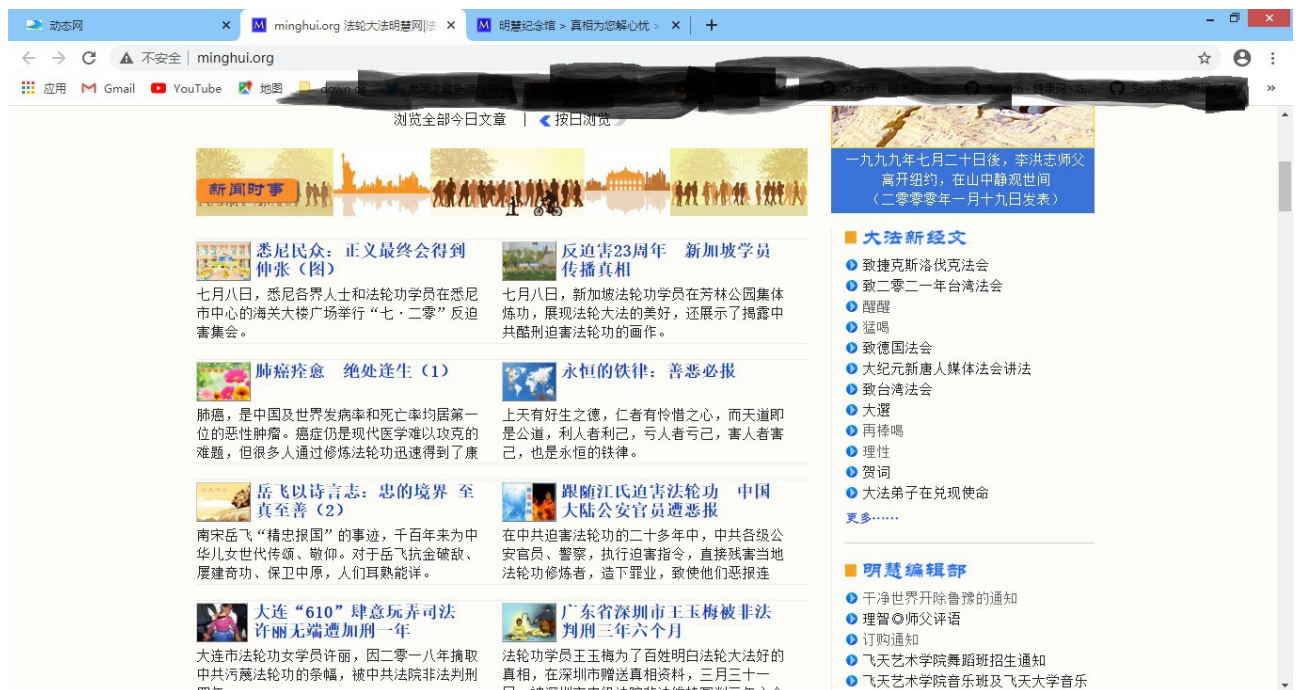 动态网
minghui.org 法轮大法明慧网|法
明慧纪念馆 > 真相为您解心忧 >
不安全 | minghui.org
应用 Gmail YouTube 地图
浏览全部今日文章 | 按日浏览
新闻时事
悉尼民众：正义最终会得到
伸张（图）
七月八日，悉尼各界人士和法轮功学员在悉尼
市中心的海关大楼广场举行“七·二零”反迫
害集会。
反迫害23周年 新加坡学员
传播真相
七月八日，新加坡法轮功学员在芳林公园集体
炼功，展现法轮大法的美好，还展示了揭露中
共酷刑迫害法轮功的画作。
肺癌痊愈 绝处逢生（1）
肺癌，是中国及世界发病率和死亡率均居第一
位的恶性肿瘤。癌症仍是现代医学难以攻克的
难题，但很多人通过修炼法轮功迅速得到了康
永恒的铁律：善恶必报
上天有好生之德，仁者有怜惜之心，而天道即
是公道，利人者利己，亏人者亏己，害人者害
己，也是永恒的铁律。
岳飞以诗言志：忠的境界 至
真至善（2）
南宋岳飞“精忠报国”的事迹，千百年来为中
华儿女世代传颂、敬仰。对于岳飞抗金破敌、
屡建奇功、保卫中原，人们耳熟能详。
跟随江氏迫害法轮功 中国
大陆公安官员遭恶报
在中共迫害法轮功的二十多年中，中共各级公
安官员、警察，执行迫害指令，直接残害当地
法轮功修炼者，造下罪业，致使他们恶报连
大连“610”肆意玩弄司法
许丽无端遭加刑一年
大连市法轮功女学员许丽，因二零一八年摘取
中共污蔑法轮功的条幅，被中共法院非法判刑
广东省深圳市王玉梅被非法
判刑三年六个月
法轮功学员王玉梅为了百姓明白法轮大法好的
真相，在深圳市赠送真相资料，三月三十一
一九九九年七月二十日後，李洪志师父
离开纽约，在山中静观世间
（二零零零年一月十九日发表）
大法新经文
致捷克斯洛伐克法会
致二零二一年台湾法会
醒醒
猛喝
致德国法会
大纪元新唐人媒体法会讲法
致台湾法会
大選
再棒喝
理性
贺词
大法弟子在兑现使命
更多……
明慧编辑部
干净世界开除鲁豫的通知
理智◎师父评语
订购通知
飞天艺术学院舞蹈班招生通知
飞天艺术学院音乐班及飞天大学音乐